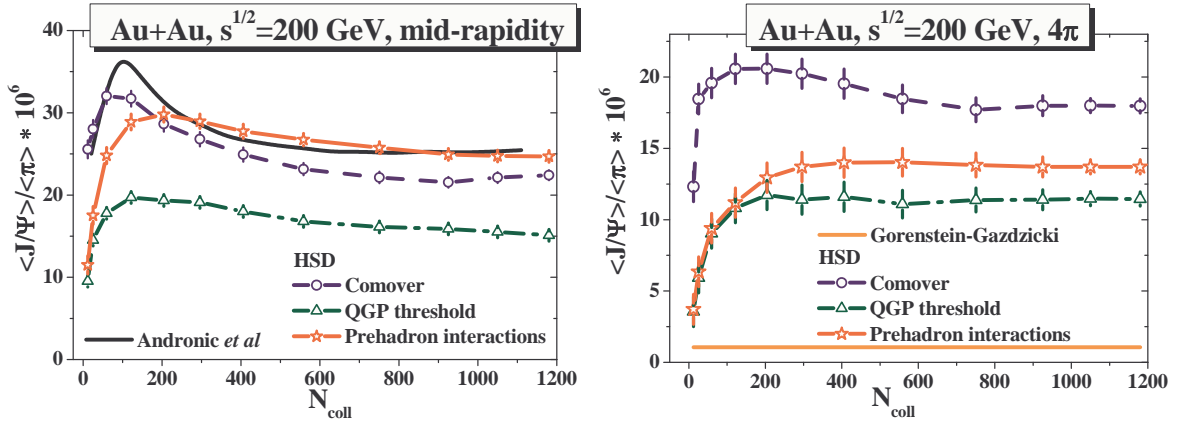 Au+Au, s^1/2=200 GeV, mid-rapidity
<J/Ψ>/<π> * 10^6
40
30
20
10
0
HSD
Comover
QGP threshold
Prehadron interactions
Andronic et al
0 200 400 600 800 1000 1200
N_coll
Au+Au, s^1/2=200 GeV, 4π
<J/Ψ>/<π> * 10^6
20
15
10
5
0
Gorenstein-Gazdzicki
HSD
Comover
QGP threshold
Prehadron interactions
0 200 400 600 800 1000 1200
N_coll